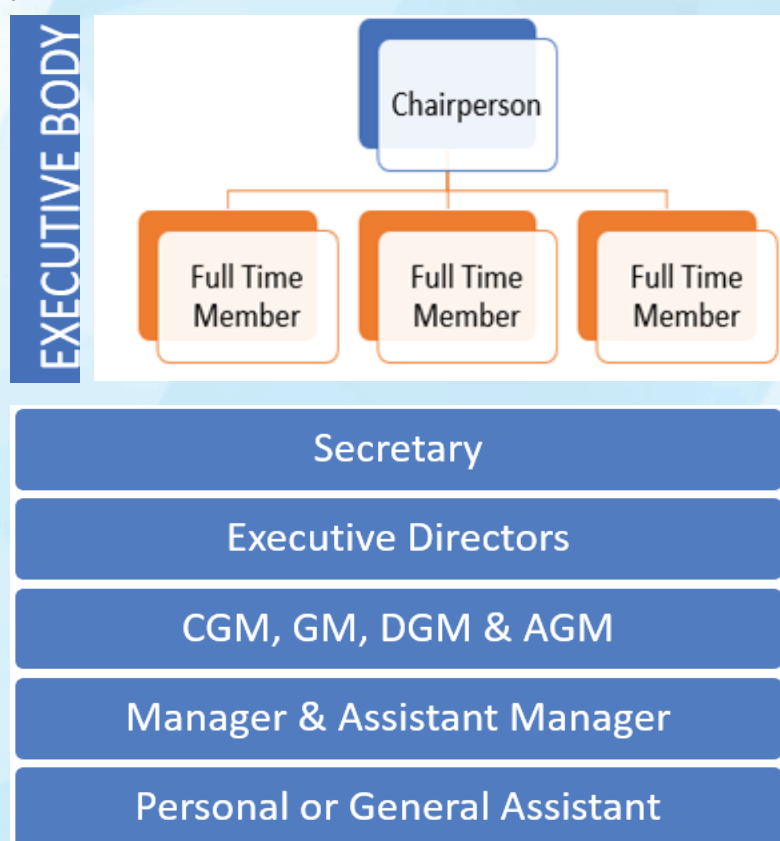 EXECUTIVE BODY
Chairperson
Full Time
Member
Full Time
Member
Full Time
Member
Secretary
Executive Directors
CGM, GM, DGM & AGM
Manager & Assistant Manager
Personal or General Assistant